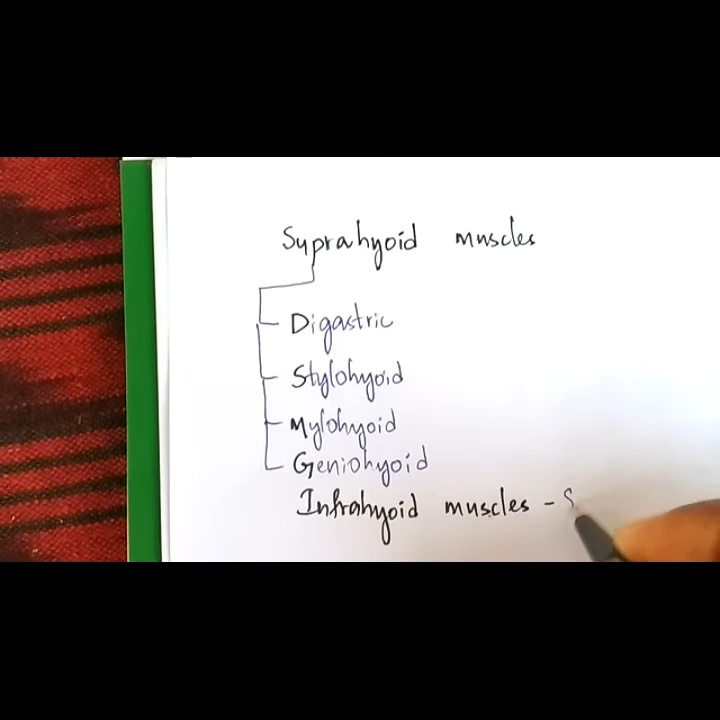 Suprahyoid muscles
Digastric
Stylohyoid
Mylohyoid
Geniohyoid
Infrahyoid muscles - S